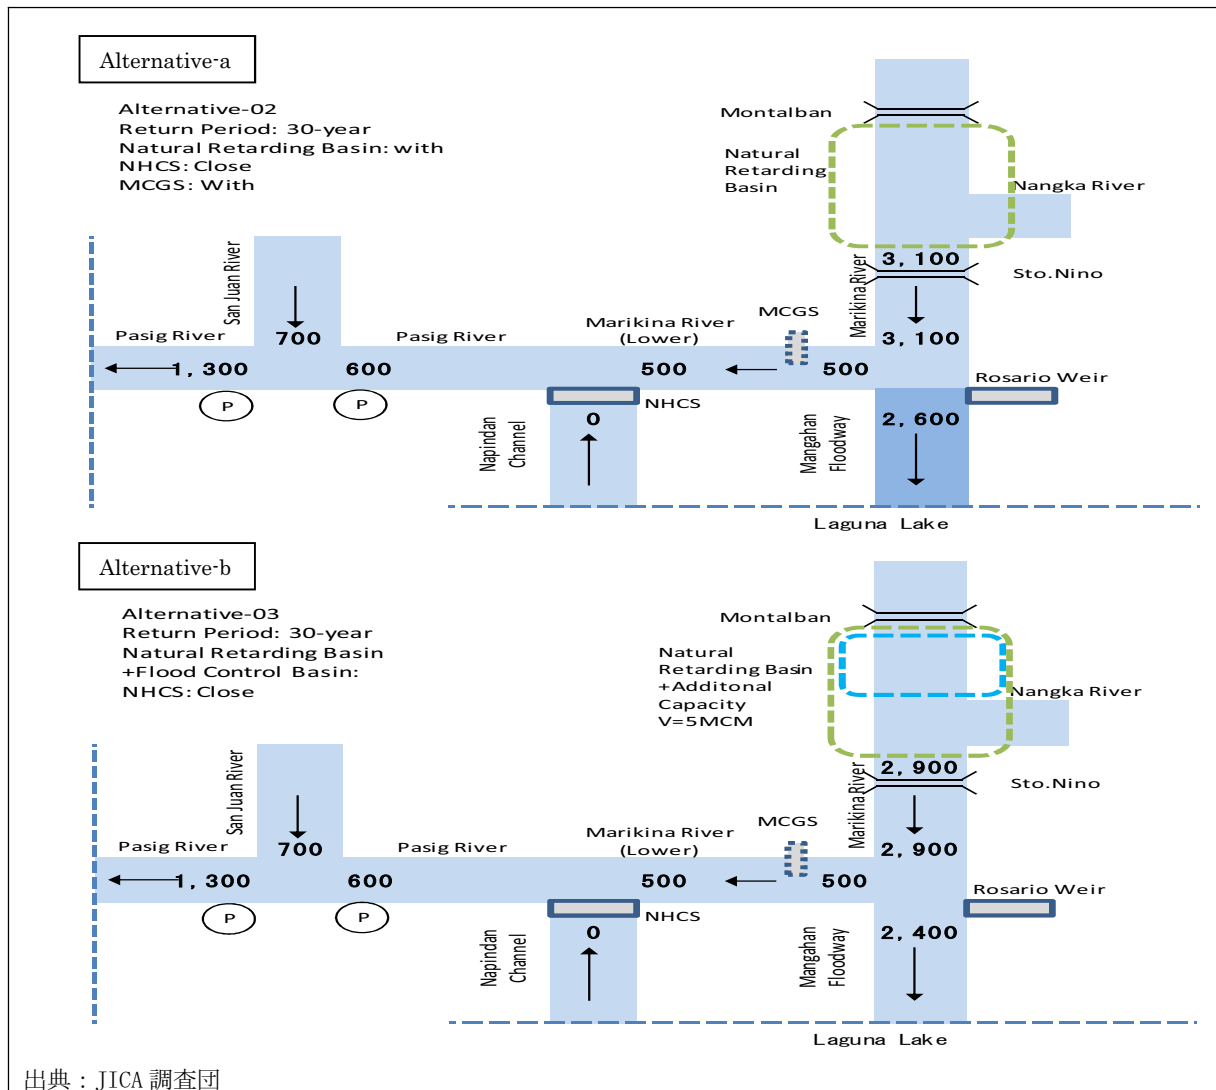 Alternative-a
Alternative-02
Return Period: 30-year
Natural Retarding Basin: with
NHCS: Close
MCGS: With
Montalban
Natural
Retarding
Basin
Nangka River
3,100
Sto.Nino
Marikina River
San Juan River
MCGS
700
3,100
Pasig River
Pasig River
Marikina River
(Lower)
1,300
600
500
500
Rosario Weir
P
P
NHCS
0
2,600
Napindan
Channel
Mangahan
Floodway
Laguna Lake
Alternative-b
Alternative-03
Return Period: 30-year
Natural Retarding Basin
+Flood Control Basin:
NHCS: Close
Montalban
Natural
Retarding Basin
+Additonal
Capacity
V=5MCM
Nangka River
2,900
Sto.Nino
Marikina River
San Juan River
MCGS
700
2,900
Pasig River
Pasig River
Marikina River
(Lower)
1,300
600
500
500
Rosario Weir
P
P
NHCS
0
2,400
Napindan
Channel
Mangahan
Floodway
Laguna Lake
出典：JICA 調査団